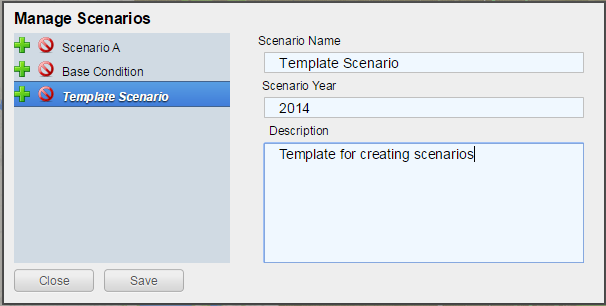 Manage Scenarios
Scenario A
Base Condition
Template Scenario
Scenario Name
Template Scenario
Scenario Year
2014
Description
Template for creating scenarios
Close
Save